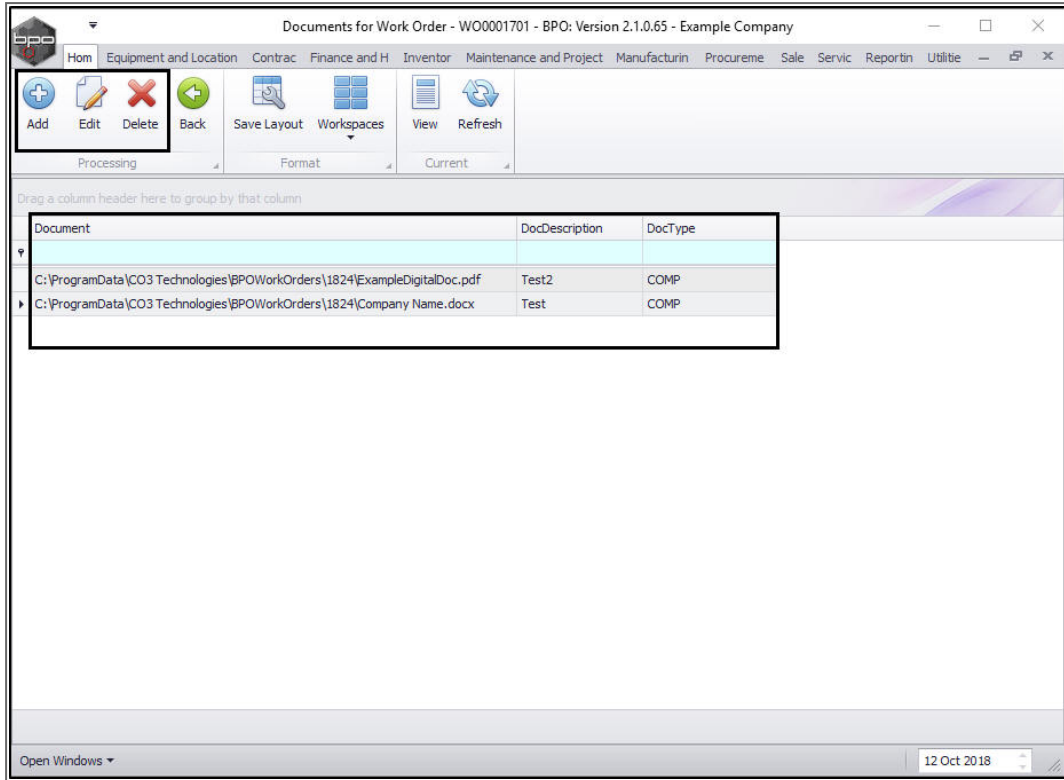 bpo
Documents for Work Order - WO0001701 - BPO: Version 2.1.0.65 - Example Company
Hom Equipment and Location Contrac Finance and H Inventor Maintenance and Project Manufacturin Procureme Sale Servic Reportin Utilitie
Add Edit Delete Back Save Layout Workspaces View Refresh
Processing Format Current
Drag a column header here to group by that column
Document DocDescription DocType
C:\ProgramData\CO3 Technologies\BPOWorkOrders\1824\ExampleDigitalDoc.pdf Test2 COMP
C:\ProgramData\CO3 Technologies\BPOWorkOrders\1824\Company Name.docx Test COMP
Open Windows 12 Oct 2018